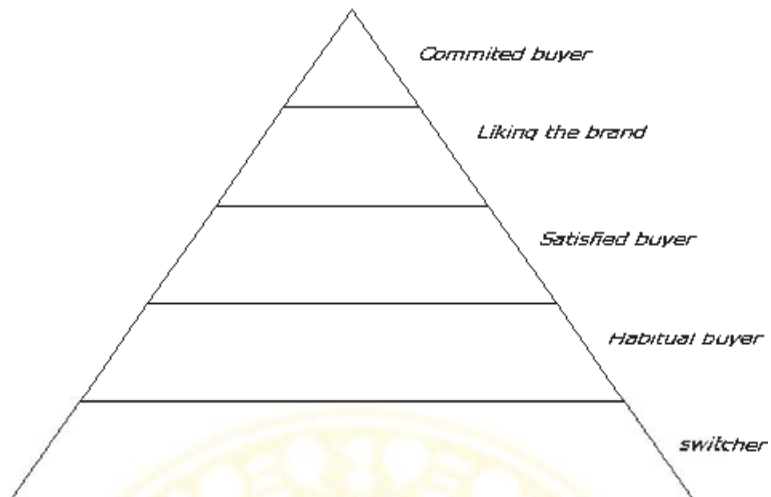 Commited buyer
Liking the brand
Satisfied buyer
Habitual buyer
switcher